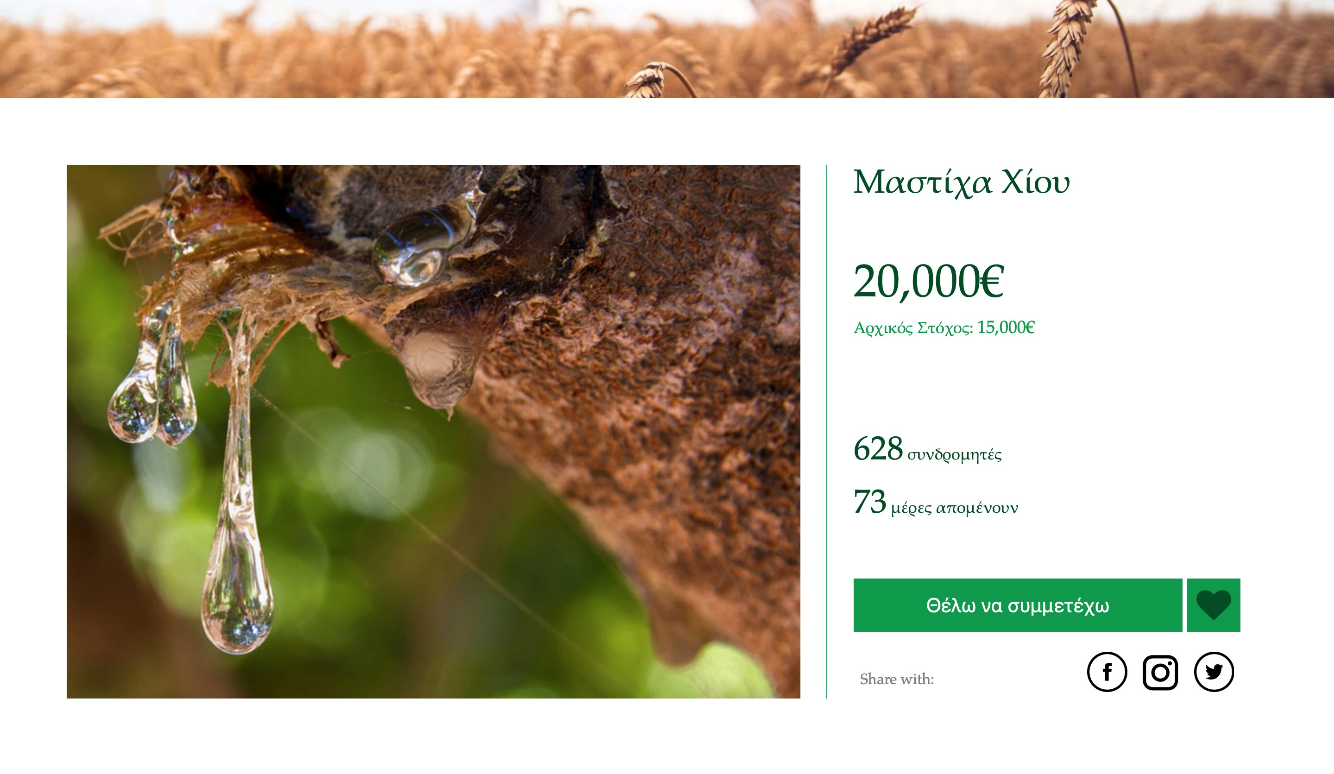 Μαστίχα Χίου
20,000€
Αρχικός Στόχος: 15,000€
628 συνδρομητές
73 μέρες απομένουν
Θέλω να συμμετέχω
Share with: